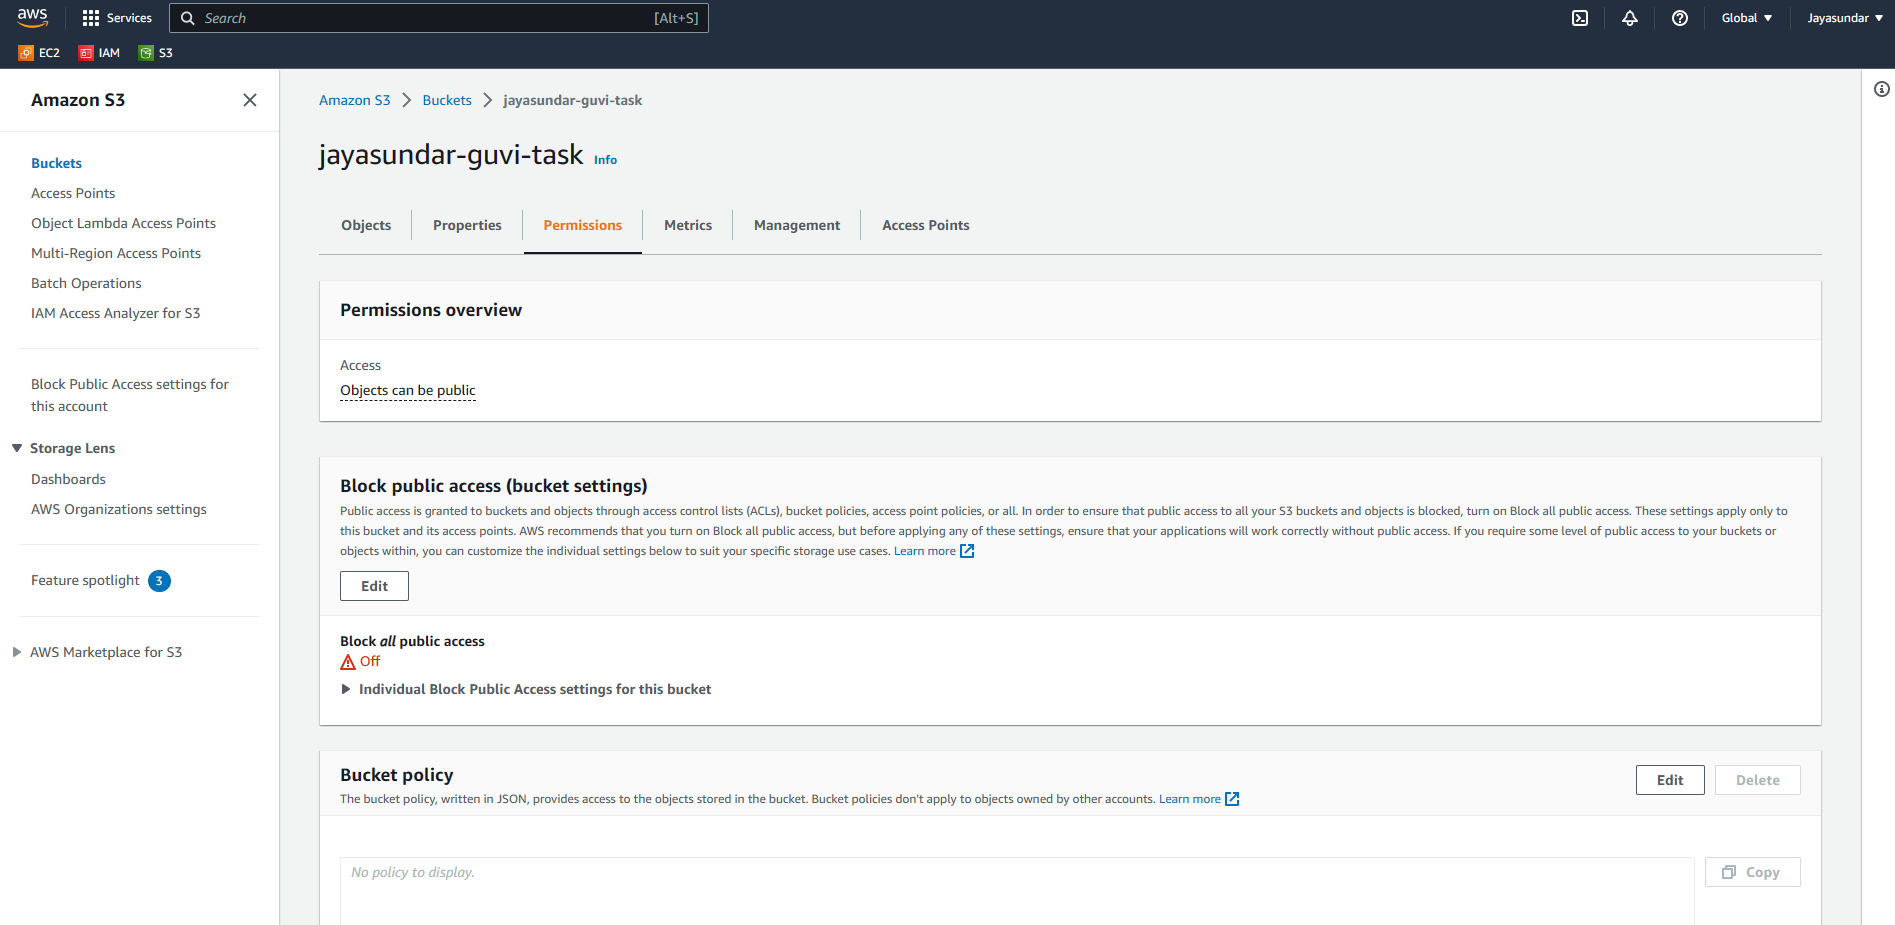 aws
Services
Search
[Alt+S]
Global
Jayasundar
EC2
IAM
S3
Amazon S3
Buckets
Access Points
Object Lambda Access Points
Multi-Region Access Points
Batch Operations
IAM Access Analyzer for S3
Block Public Access settings for
this account
Storage Lens
Dashboards
AWS Organizations settings
Feature spotlight 3
AWS Marketplace for S3
Amazon S3 > Buckets > jayasundar-guvi-task
jayasundar-guvi-task Info
Objects
Properties
Permissions
Metrics
Management
Access Points
Permissions overview
Access
Objects can be public
Block public access (bucket settings)
Public access is granted to buckets and objects through access control lists (ACLs), bucket policies, access point policies, or all. In order to ensure that public access to all your S3 buckets and objects is blocked, turn on Block all public access. These settings apply only to
this bucket and its access points. AWS recommends that you turn on Block all public access, but before applying any of these settings, ensure that your applications will work correctly without public access. If you require some level of public access to your buckets or
objects within, you can customize the individual settings below to suit your specific storage use cases. Learn more
Edit
Block all public access
Off
Individual Block Public Access settings for this bucket
Bucket policy
Edit
Delete
The bucket policy, written in JSON, provides access to the objects stored in the bucket. Bucket policies don't apply to objects owned by other accounts. Learn more
No policy to display.
Copy